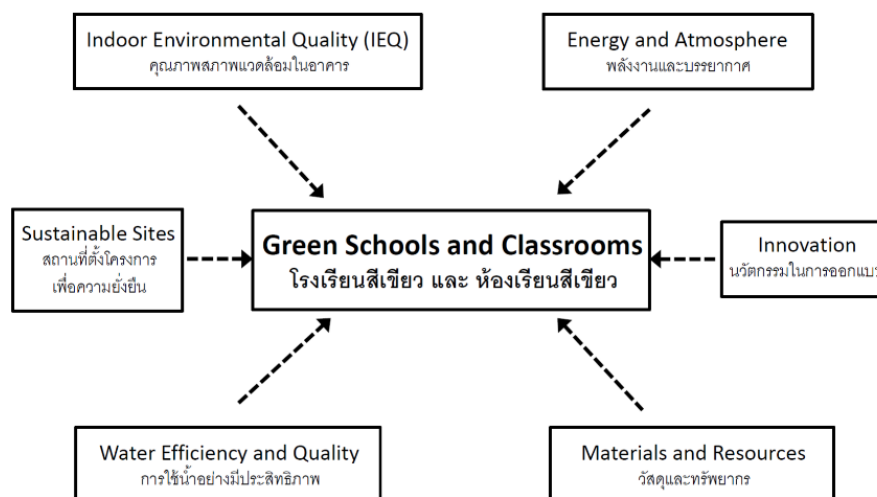 Indoor Environmental Quality (IEQ)
คุณภาพสภาพแวดล้อมในอาคาร
Energy and Atmosphere
พลังงานและบรรยากาศ
Sustainable Sites
สถานที่ตั้งโครงการ
เพื่อความยั่งยืน
Green Schools and Classrooms
โรงเรียนสีเขียว และ ห้องเรียนสีเขียว
Innovation
นวัตกรรมในการออกแบบ
Water Efficiency and Quality
การใช้น้ำอย่างมีประสิทธิภาพ
Materials and Resources
วัสดุและทรัพยากร